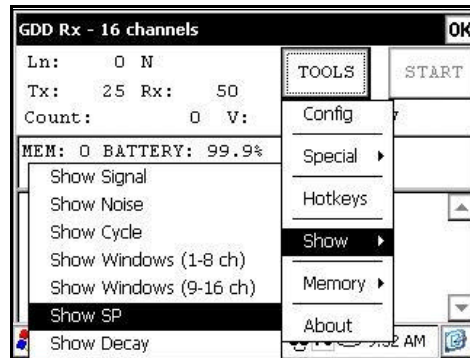 GDD Rx - 16 channels OK
Ln: 0 N
TOOLS START
Tx: 25 Rx: 50
Count: 0 V:
MEM: 0 BATTERY: 99.9%
Config
Special
Hotkeys
Show
Memory
About
Show Signal
Show Noise
Show Cycle
Show Windows (1-8 ch)
Show Windows (9-16 ch)
Show SP
Show Decay
AM